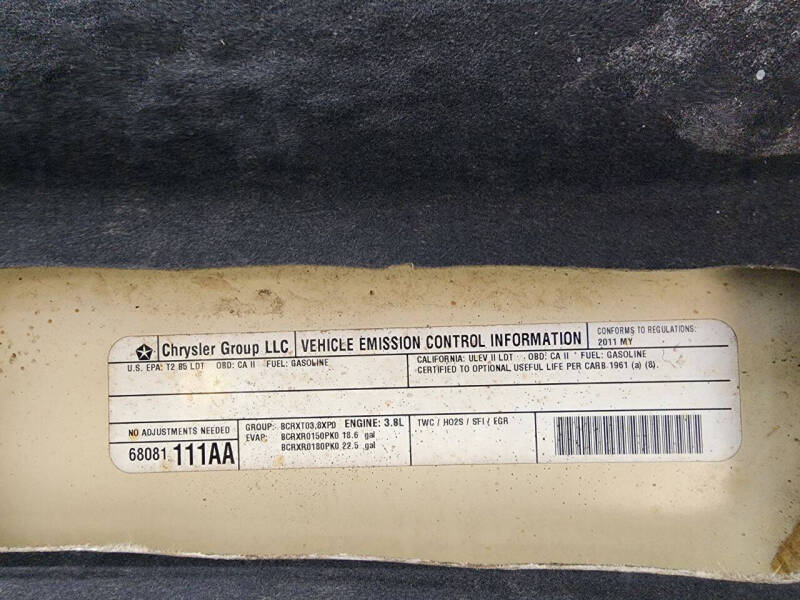 Chrysler Group LLC
VEHICLE EMISSION CONTROL INFORMATION
CONFORMS TO REGULATIONS:
2011 MY
U.S. EPA: T2 B5 LDT OBD: CA II FUEL: GASOLINE
CALIFORNIA: ULEV II LDT OBD: CA II FUEL: GASOLINE
CERTIFIED TO OPTIONAL USEFUL LIFE PER CARB 1961 (a) (8).
NO ADJUSTMENTS NEEDED
68081 111AA
GROUP: BCRXT03.8XP0 ENGINE: 3.8L
EVAP: BCRXR0150PK0 18.6 gal
BCRXR0180PK0 22.5 gal
TWC / HO2S / SFI / EGR